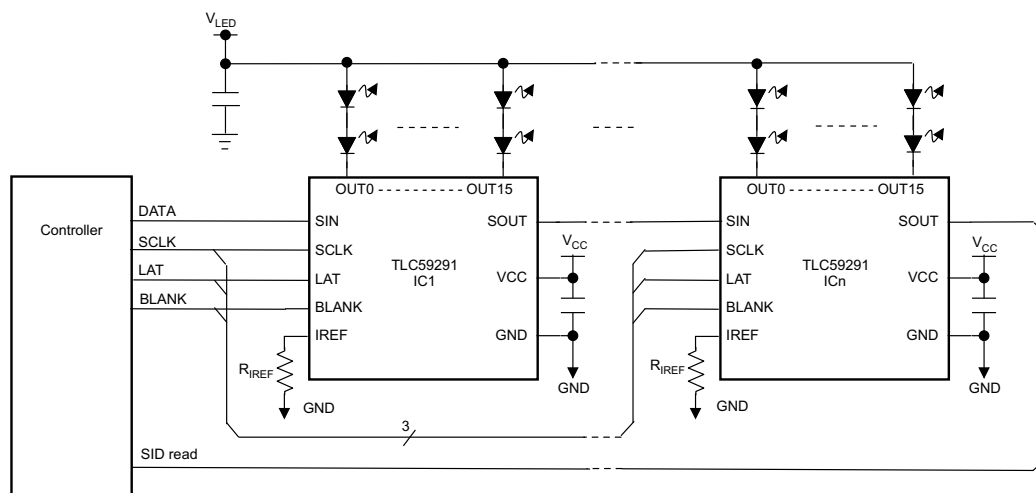 VLED
OUT0 OUT15
OUT0 OUT15
Controller
DATA
SCLK
LAT
BLANK
SID read
SIN
SCLK
LAT
BLANK
IREF
TLC59291
IC1
SOUT
VCC
GND
VCC
GND
RIREF
GND
3
SIN
SCLK
LAT
BLANK
IREF
TLC59291
ICn
SOUT
VCC
GND
VCC
GND
RIREF
GND